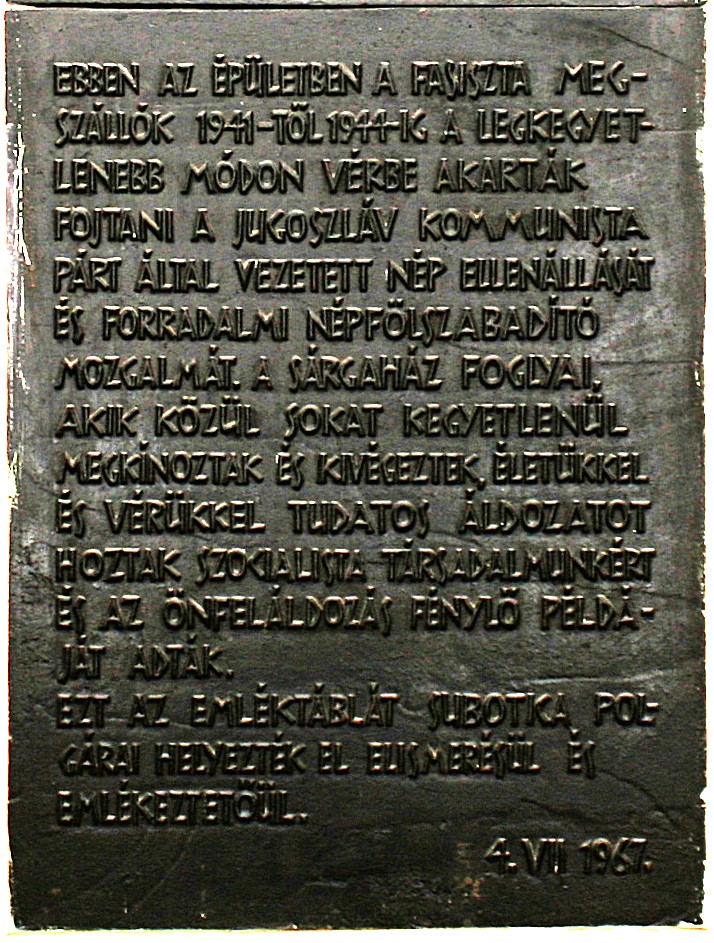 EBBEN AZ ÉPÜLETBEN A FASISZTA MEG-
SZÁLLÓK 1941-TŐL 1944-IG A LEGKEGYET-
LENEBB MÓDON VÉRBE AKARTÁK
FOJTANI A JUGOSZLÁV KOMMUNISTA
PÁRT ÁLTAL VEZETETT NÉP ELLENÁLLÁSÁT
ÉS FORRADALMI NÉPFÖLSZABADÍTÓ
MOZGALMÁT. A SÁRGAHÁZ FOGLYAI,
AKIK KÖZÜL SOKAT KEGYETLENÜL
MEGKÍNOZTAK ÉS KIVÉGEZTEK, ÉLETÜKKEL
ÉS VÉRÜKKEL TUDATOS ÁLDOZATOT
HOZTAK SZOCIALISTA TÁRSADALMUNKÉRT
ÉS AZ ÖNFELÁLDOZÁS FÉNYLŐ PÉLDÁ-
JÁT ADTÁK.
EZT AZ EMLÉKTÁBLÁT SUBOTICA POL-
GÁRAI HELYEZTÉK EL ELISMERÉSÜL ÉS
EMLÉKEZTETŐÜL.
4. VII 1967.